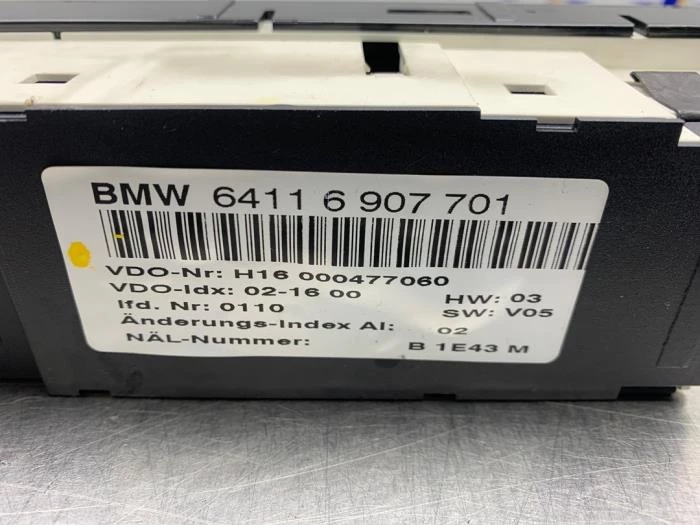 BMW 6411 6 907 701
VDO-Nr: H16 000477060
VDO-Idx: 02-16 00 HW: 03
lfd. Nr: 0110 SW: V05
Änderungs-Index AI: 02
NÄL-Nummer: B 1E43 M